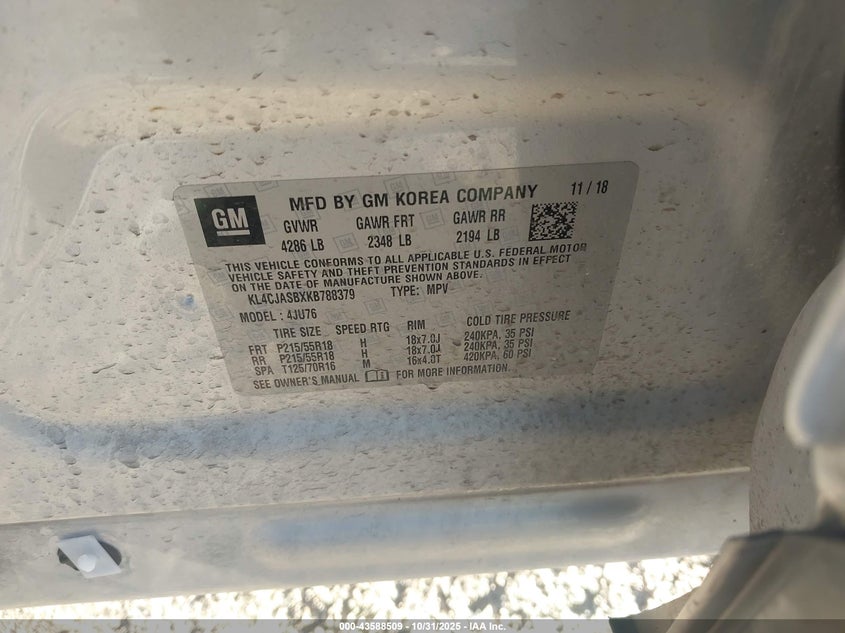 GM
MFD BY GM KOREA COMPANY 11 / 18
GVWR GAWR FRT GAWR RR
4286 LB 2348 LB 2194 LB
THIS VEHICLE CONFORMS TO ALL APPLICABLE U.S. FEDERAL MOTOR
VEHICLE SAFETY AND THEFT PREVENTION STANDARDS IN EFFECT
ON THE DATE OF MANUFACTURE SHOWN ABOVE.
KL4CJASBXKB788379 TYPE: MPV
MODEL : 4JU76
TIRE SIZE SPEED RTG RIM COLD TIRE PRESSURE
FRT P215/55R18 H 18x7.0J 240KPA, 35 PSI
RR P215/55R18 H 18x7.0J 240KPA, 35 PSI
SPA T125/70R16 M 16x4.0T 420KPA, 60 PSI
SEE OWNER'S MANUAL FOR MORE INFORMATION.
000-43588509 - 10/31/2025 - IAA Inc.